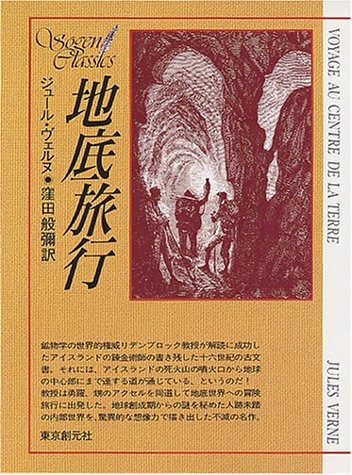 Sogen
Classics
地底旅行
ジュール・ヴェルヌ●窪田般彌訳
VOYAGE AU CENTRE DE LA TERRE
JULES VERNE
鉱物学の世界的権威リデンブロック教授が解読に成功し
たアイスランドの錬金術師の書き残した十六世紀の古文
書。それには、アイスランドの死火山の噴火口から地球
の中心部にまで達する道が通じている、というのだ！
教授は勇躍、甥のアクセルを同道して地底世界への冒険
旅行に出発した。地球創成期からの謎を秘めた人跡未踏
の内部世界を、驚異的な想像力で描き出した不滅の名作。
東京創元社